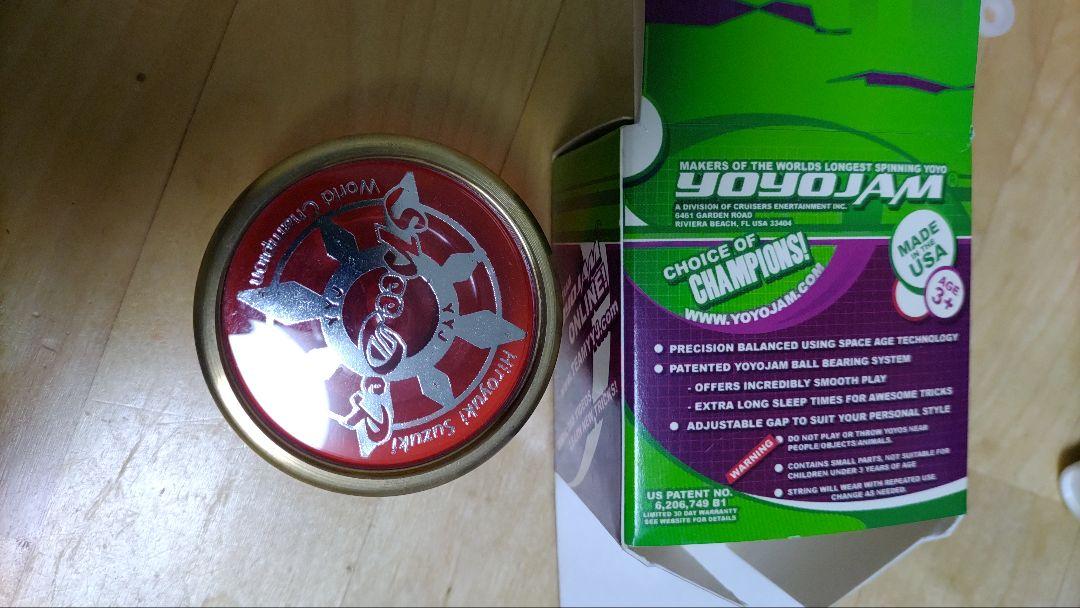 World Champion
Hiroyuki Suzuki
YYJ
MAKERS OF THE WORLDS LONGEST SPINNING YOYO
YOYOJAM
A DIVISION OF CRUISERS ENERTAINMENT INC.
6461 GARDEN ROAD
RIVIERA BEACH, FL USA 33404
CHOICE OF
CHAMPIONS!
WWW.YOYOJAM.COM
MADE
IN THE
USA
AGE
3+
PRECISION BALANCED USING SPACE AGE TECHNOLOGY
PATENTED YOYOJAM BALL BEARING SYSTEM
- OFFERS INCREDIBLY SMOOTH PLAY
- EXTRA LONG SLEEP TIMES FOR AWESOME TRICKS
ADJUSTABLE GAP TO SUIT YOUR PERSONAL STYLE
WARNING
DO NOT PLAY OR THROW YOYOS NEAR
PEOPLE/OBJECTS/ANIMALS.
CONTAINS SMALL PARTS, NOT SUITABLE FOR
CHILDREN UNDER 3 YEARS OF AGE
STRING WILL WEAR WITH REPEATED USE.
CHANGE AS NEEDED.
US PATENT NO.
6,206,749 B1
LIMITED 30 DAY WARRANTY
SEE WEBSITE FOR DETAILS
ONLINE!
NEW TRICKS!